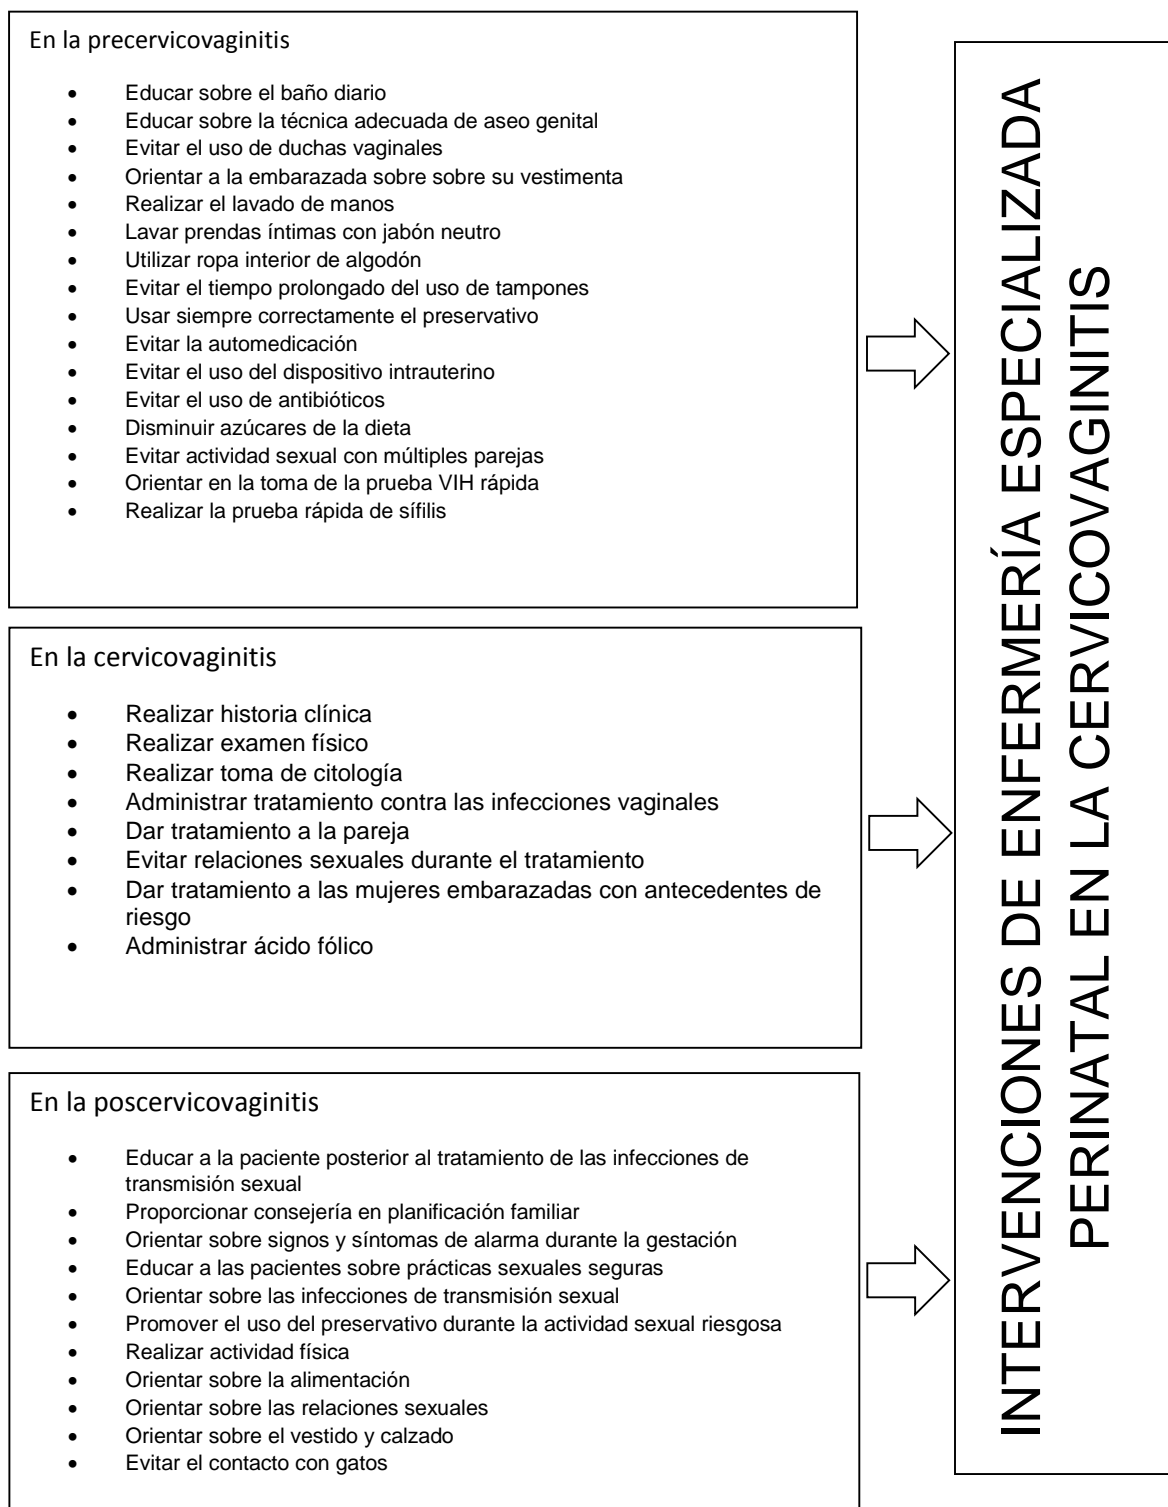 En la precervicovaginitis
• Educar sobre el baño diario
• Educar sobre la técnica adecuada de aseo genital
• Evitar el uso de duchas vaginales
• Orientar a la embarazada sobre sobre su vestimenta
• Realizar el lavado de manos
• Lavar prendas íntimas con jabón neutro
• Utilizar ropa interior de algodón
• Evitar el tiempo prolongado del uso de tampones
• Usar siempre correctamente el preservativo
• Evitar la automedicación
• Evitar el uso del dispositivo intrauterino
• Evitar el uso de antibióticos
• Disminuir azúcares de la dieta
• Evitar actividad sexual con múltiples parejas
• Orientar en la toma de la prueba VIH rápida
• Realizar la prueba rápida de sífilis
En la cervicovaginitis
• Realizar historia clínica
• Realizar examen físico
• Realizar toma de citología
• Administrar tratamiento contra las infecciones vaginales
• Dar tratamiento a la pareja
• Evitar relaciones sexuales durante el tratamiento
• Dar tratamiento a las mujeres embarazadas con antecedentes de
riesgo
• Administrar ácido fólico
En la poscervicovaginitis
• Educar a la paciente posterior al tratamiento de las infecciones de
transmisión sexual
• Proporcionar consejería en planificación familiar
• Orientar sobre signos y síntomas de alarma durante la gestación
• Educar a las pacientes sobre prácticas sexuales seguras
• Orientar sobre las infecciones de transmisión sexual
• Promover el uso del preservativo durante la actividad sexual riesgosa
• Realizar actividad física
• Orientar sobre la alimentación
• Orientar sobre las relaciones sexuales
• Orientar sobre el vestido y calzado
• Evitar el contacto con gatos
INTERVENCIONES DE ENFERMERÍA ESPECIALIZADA
PERINATAL EN LA CERVICOVAGINITIS